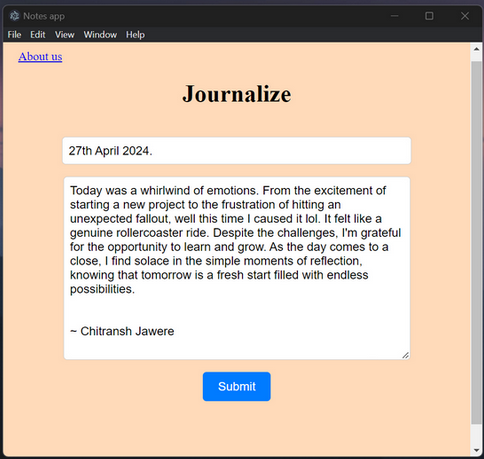 Notes app
File Edit View Window Help
About us
Journalize
27th April 2024.
Today was a whirlwind of emotions. From the excitement of
starting a new project to the frustration of hitting an
unexpected fallout, well this time I caused it lol. It felt like a
genuine rollercoaster ride. Despite the challenges, I'm grateful
for the opportunity to learn and grow. As the day comes to a
close, I find solace in the simple moments of reflection,
knowing that tomorrow is a fresh start filled with endless
possibilities.
~ Chitransh Jawere
Submit